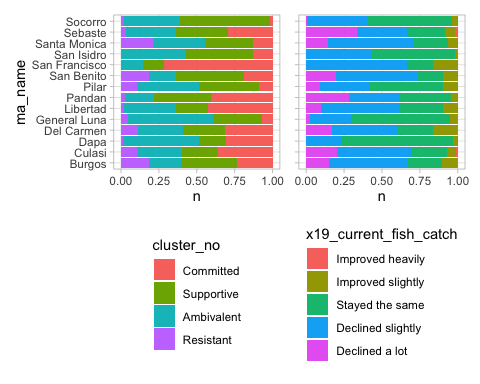 Socorro
Sebaste
Santa Monica
San Isidro
San Francisco
San Benito
Pilar
Pandan
Libertad
General Luna
Del Carmen
Dapa
Culasi
Burgos
ma_name
0.00 0.25 0.50 0.75 1.00
n
0.00 0.25 0.50 0.75 1.00
n
cluster_no
Committed
Supportive
Ambivalent
Resistant
x19_current_fish_catch
Improved heavily
Improved slightly
Stayed the same
Declined slightly
Declined a lot